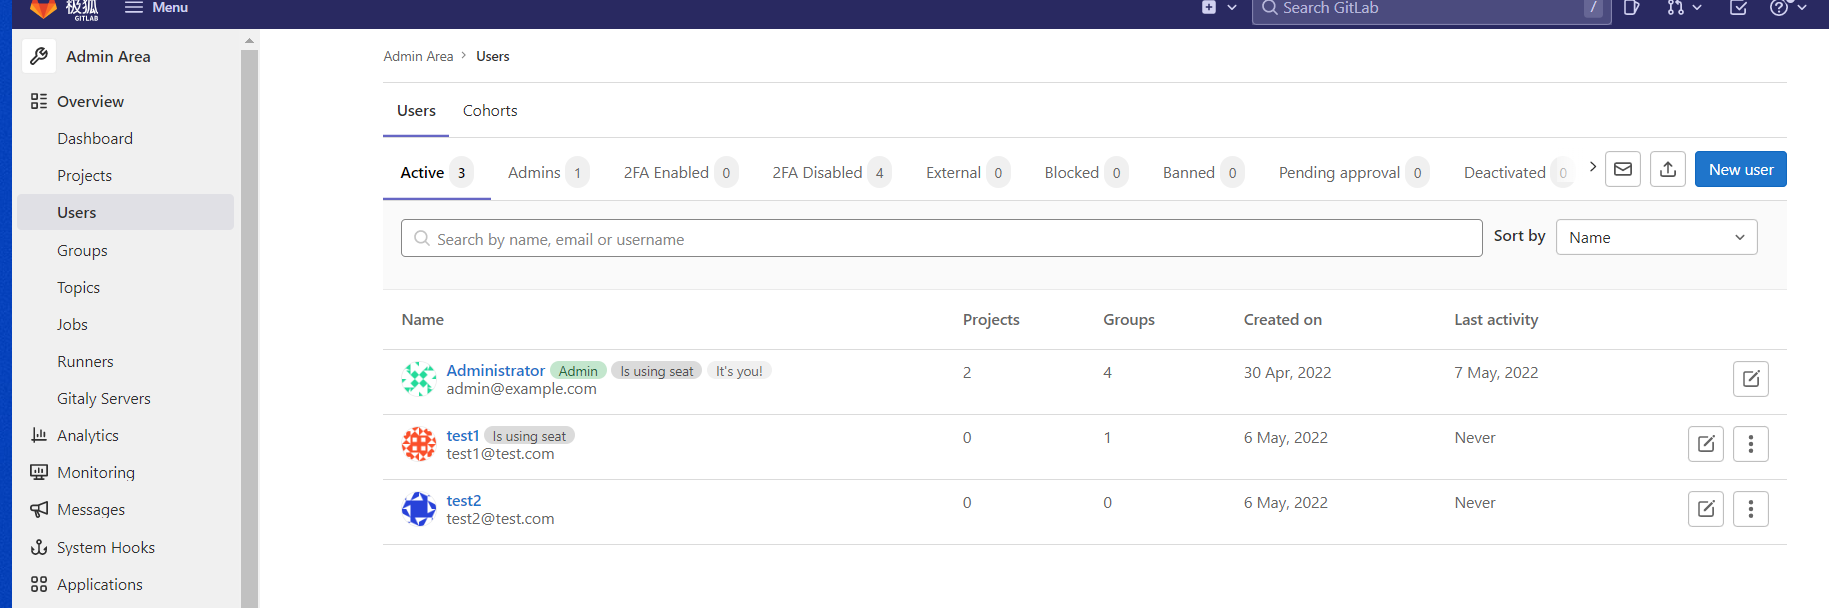 极狐
GITLAB
Menu
Search GitLab
/
Admin Area
Overview
Dashboard
Projects
Users
Groups
Topics
Jobs
Runners
Gitaly Servers
Analytics
Monitoring
Messages
System Hooks
Applications
Admin Area > Users
Users Cohorts
Active 3 Admins 1 2FA Enabled 0 2FA Disabled 4 External 0 Blocked 0 Banned 0 Pending approval 0 Deactivated 0 New user
Search by name, email or username Sort by Name
Name Projects Groups Created on Last activity
Administrator Admin Is using seat It's you! 2 4 30 Apr, 2022 7 May, 2022
admin@example.com
test1 Is using seat 0 1 6 May, 2022 Never
test1@test.com
test2 0 0 6 May, 2022 Never
test2@test.com